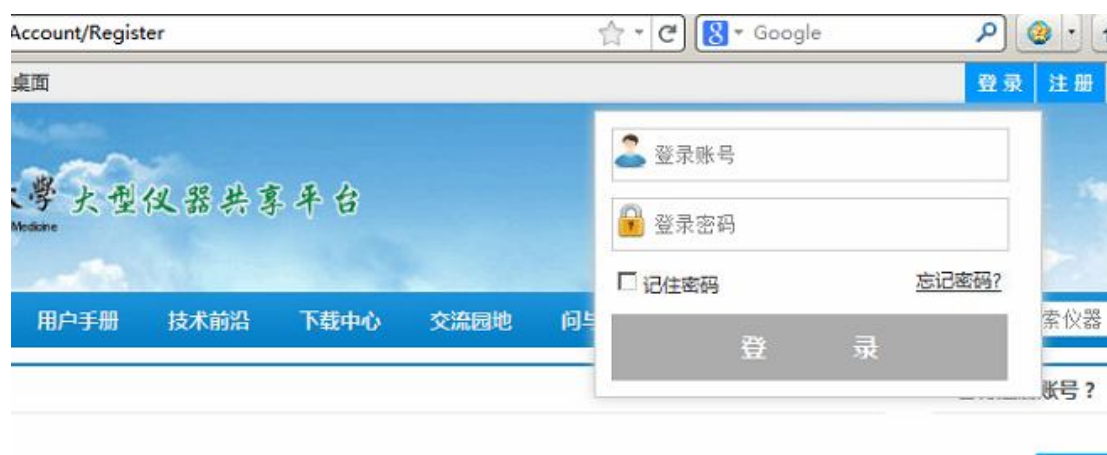 Account/Register
Google
桌面
登录 注册
登录账号
學 大型仪器共享平台
Medicine
登录密码
记住密码 忘记密码?
用户手册 技术前沿 下载中心 交流园地 问与
索仪器
登 录
账号?